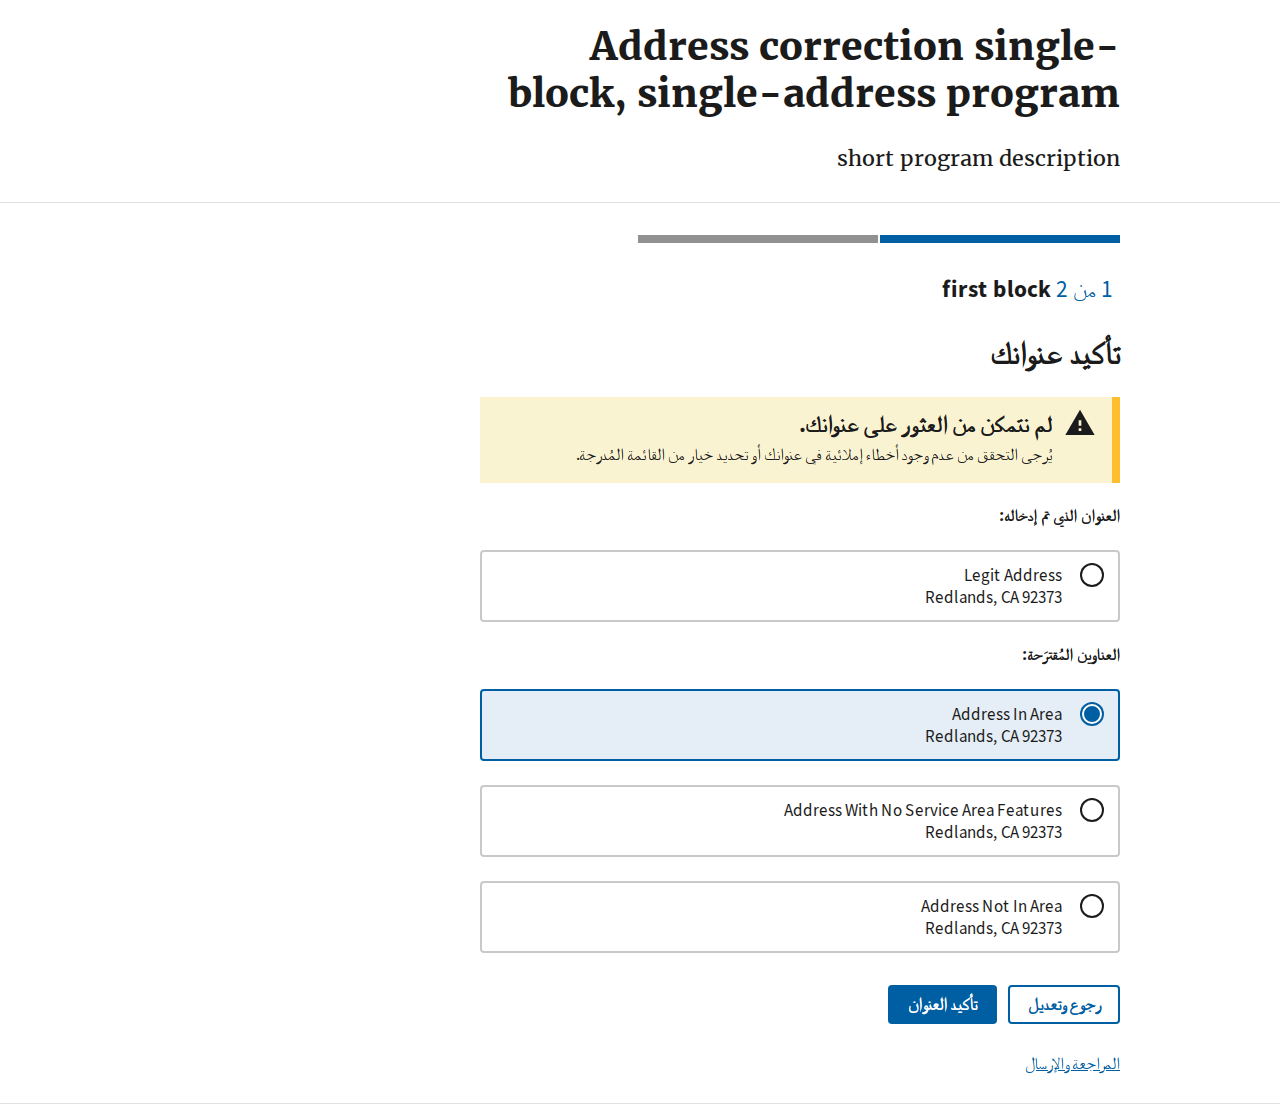 Address correction single-
block, single-address program
short program description
1 من 2 first block
تأكيد عنوانك
لم نتمكن من العثور على عنوانك.
يُرجى التحقق من عدم وجود أخطاء إملائية في عنوانك أو تحديد خيار من القائمة المُدرجة.
العنوان الذي تم إدخاله:
Legit Address
Redlands, CA 92373
العناوين المُقترَحة:
Address In Area
Redlands, CA 92373
Address With No Service Area Features
Redlands, CA 92373
Address Not In Area
Redlands, CA 92373
رجوع وتعديل
تأكيد العنوان
المراجعة والإرسال